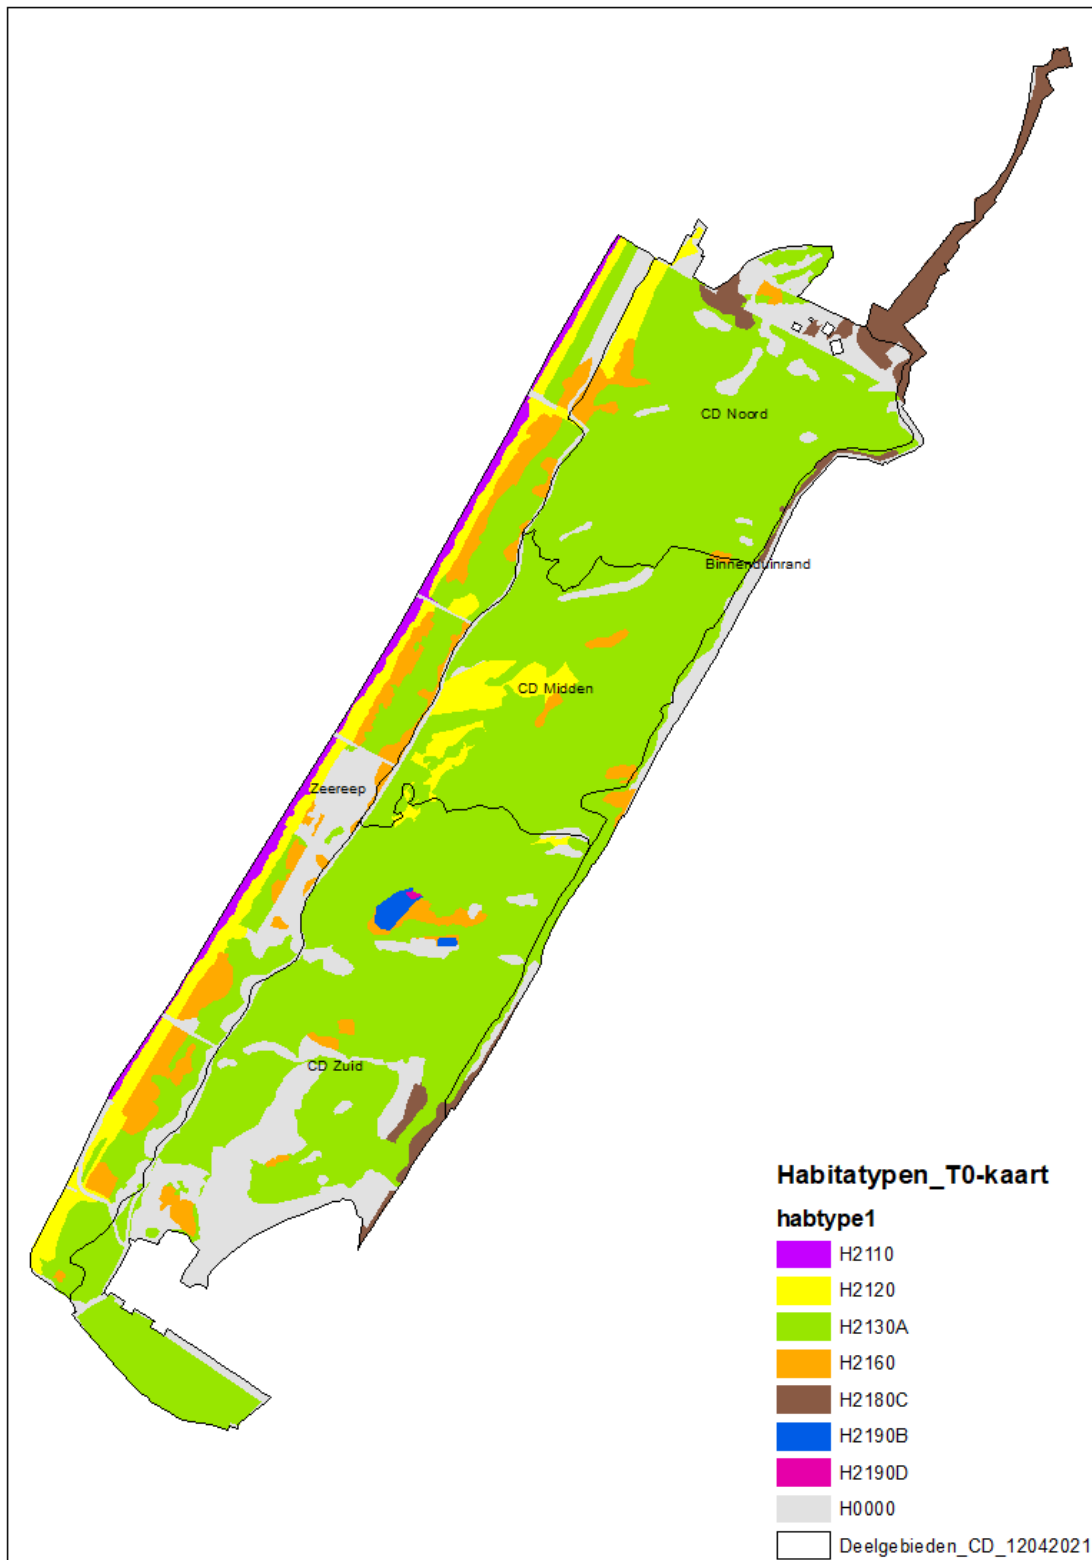 CD Noord
Binnenduinrand
CD Midden
Zeereep
CD Zuid
Habitatypen_T0-kaart
habtype1
H2110
H2120
H2130A
H2160
H2180C
H2190B
H2190D
H0000
Deelgebieden_CD_12042021